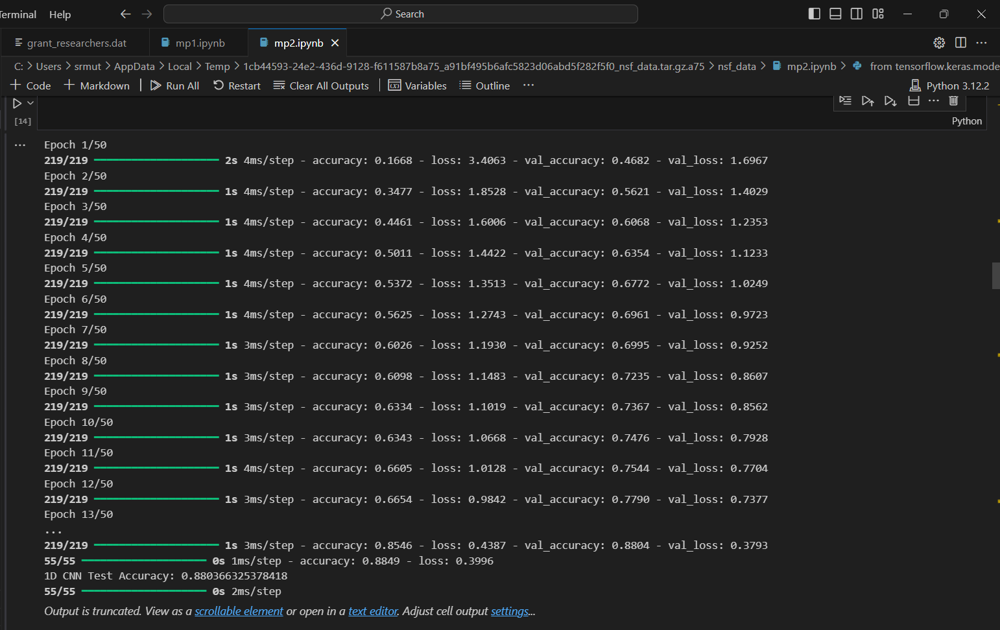 Terminal Help Search
grant_researchers.dat mp1.ipynb mp2.ipynb
C: > Users > srmut > AppData > Local > Temp > 1cb44593-24e2-436d-9128-f611587b8a75_a91bf495b6afc5823d06abd5f282f5f0_nsf_data.tar.gz.a75 > nsf_data > mp2.ipynb > from tensorflow.keras.mode
+ Code + Markdown | Run All Restart Clear All Outputs | Variables Outline ... Python 3.12.2
[14] Python
... Epoch 1/50
219/219 2s 4ms/step - accuracy: 0.1668 - loss: 3.4063 - val_accuracy: 0.4682 - val_loss: 1.6967
Epoch 2/50
219/219 1s 4ms/step - accuracy: 0.3477 - loss: 1.8528 - val_accuracy: 0.5621 - val_loss: 1.4029
Epoch 3/50
219/219 1s 4ms/step - accuracy: 0.4461 - loss: 1.6006 - val_accuracy: 0.6068 - val_loss: 1.2353
Epoch 4/50
219/219 1s 4ms/step - accuracy: 0.5011 - loss: 1.4422 - val_accuracy: 0.6354 - val_loss: 1.1233
Epoch 5/50
219/219 1s 4ms/step - accuracy: 0.5372 - loss: 1.3513 - val_accuracy: 0.6772 - val_loss: 1.0249
Epoch 6/50
219/219 1s 4ms/step - accuracy: 0.5625 - loss: 1.2743 - val_accuracy: 0.6961 - val_loss: 0.9723
Epoch 7/50
219/219 1s 3ms/step - accuracy: 0.6026 - loss: 1.1930 - val_accuracy: 0.6995 - val_loss: 0.9252
Epoch 8/50
219/219 1s 3ms/step - accuracy: 0.6098 - loss: 1.1483 - val_accuracy: 0.7235 - val_loss: 0.8607
Epoch 9/50
219/219 1s 3ms/step - accuracy: 0.6334 - loss: 1.1019 - val_accuracy: 0.7367 - val_loss: 0.8562
Epoch 10/50
219/219 1s 3ms/step - accuracy: 0.6343 - loss: 1.0668 - val_accuracy: 0.7476 - val_loss: 0.7928
Epoch 11/50
219/219 1s 4ms/step - accuracy: 0.6605 - loss: 1.0128 - val_accuracy: 0.7544 - val_loss: 0.7704
Epoch 12/50
219/219 1s 3ms/step - accuracy: 0.6654 - loss: 0.9842 - val_accuracy: 0.7790 - val_loss: 0.7377
Epoch 13/50
...
219/219 1s 3ms/step - accuracy: 0.8546 - loss: 0.4387 - val_accuracy: 0.8804 - val_loss: 0.3793
55/55 0s 1ms/step - accuracy: 0.8849 - loss: 0.3996
1D CNN Test Accuracy: 0.880366325378418
55/55 0s 2ms/step
Output is truncated. View as a scrollable element or open in a text editor. Adjust cell output settings...